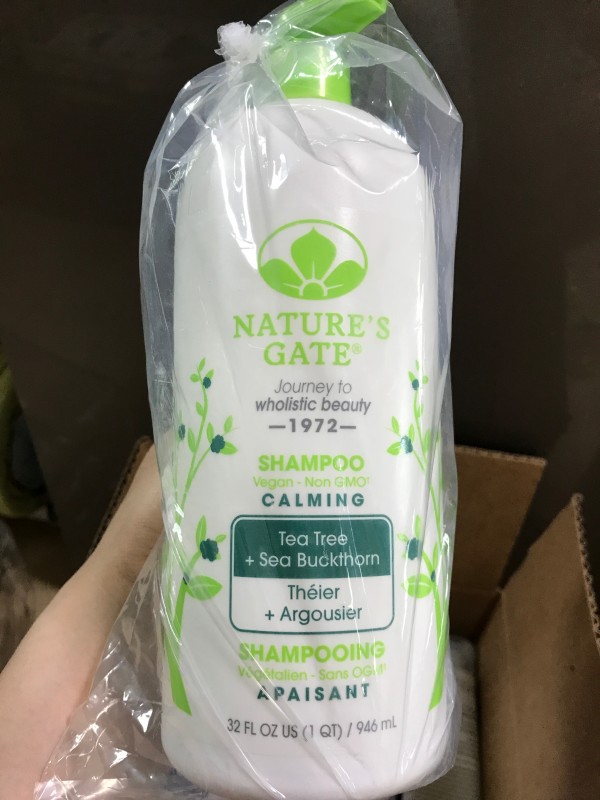 NATURE'S
GATE®
Journey to
wholistic beauty
—1972—
SHAMPOO
Vegan - Non GMO†
CALMING
Tea Tree
+ Sea Buckthorn
Théier
+ Argousier
SHAMPOOING
Végétalien - Sans OGM†
APAISANT
32 FL OZ US (1 QT) / 946 mL